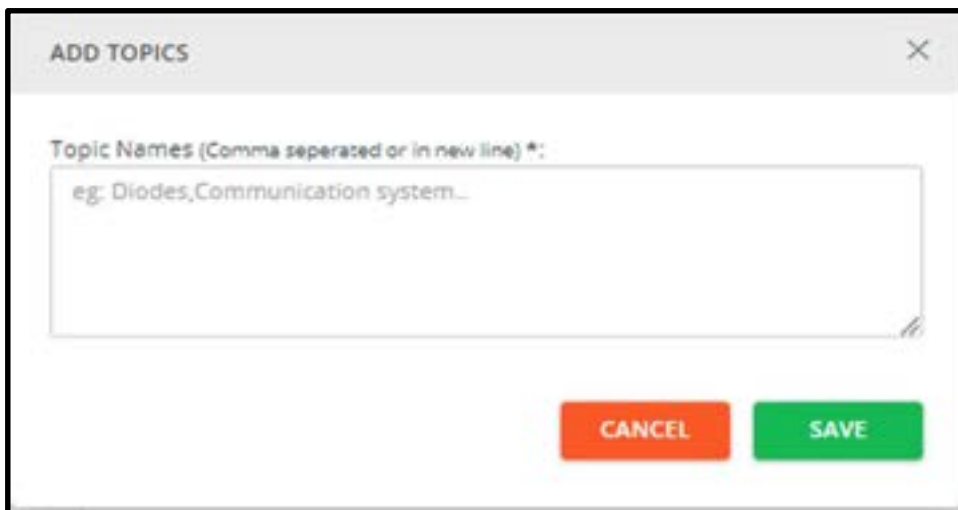 ADD TOPICS
Topic Names (Comma seperated or in new line) *:
eg: Diodes,Communication system...
CANCEL
SAVE